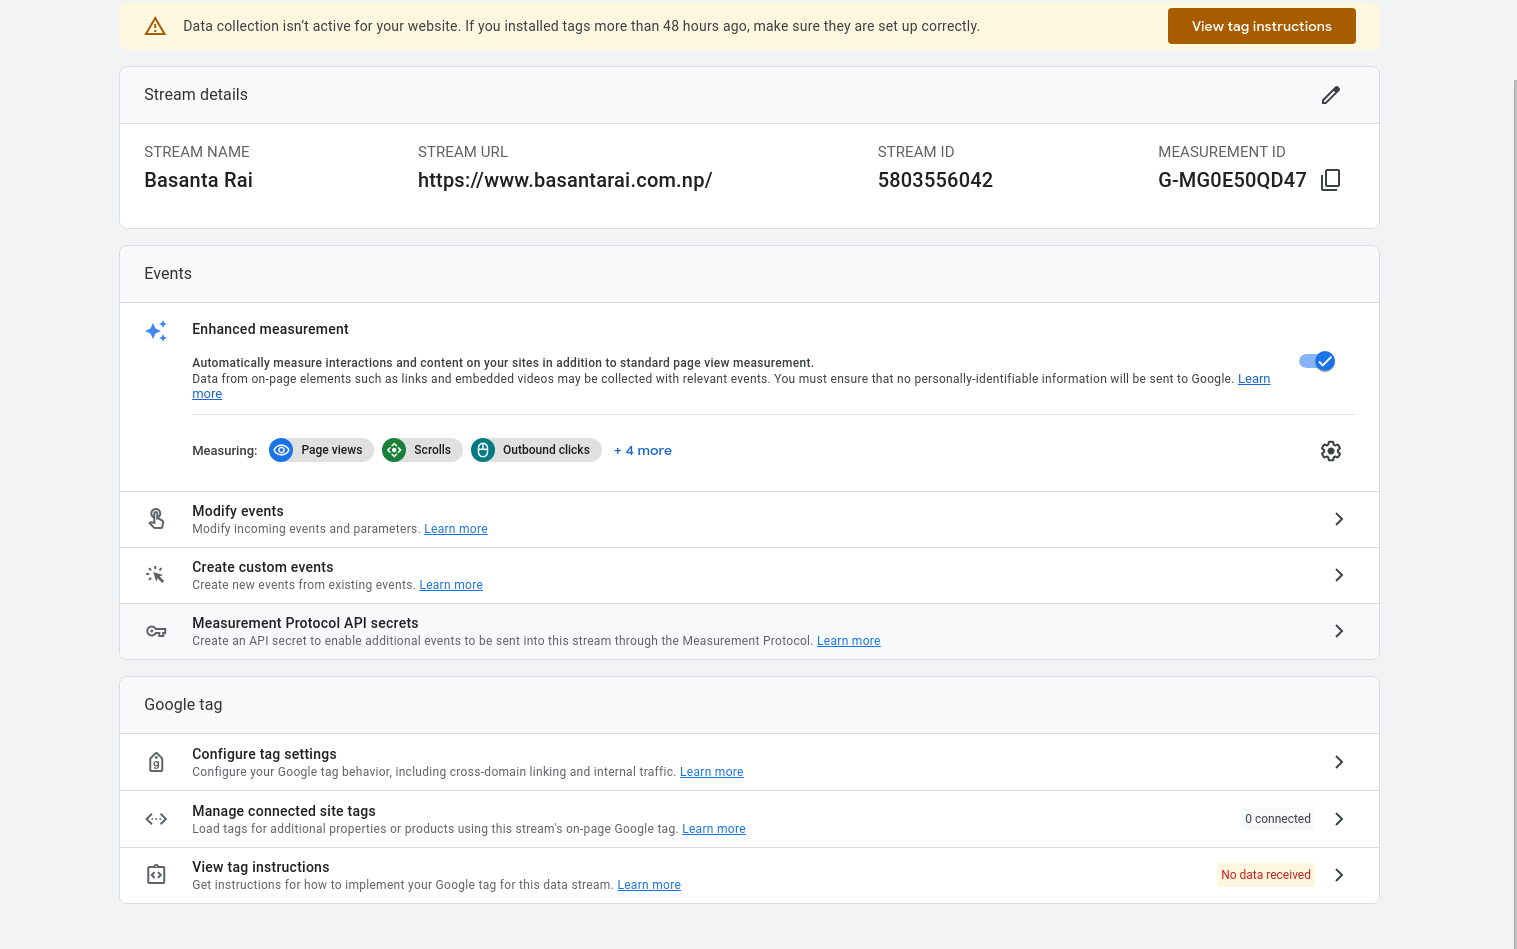 Data collection isn’t active for your website. If you installed tags more than 48 hours ago, make sure they are set up correctly.
View tag instructions
Stream details
STREAM NAME
Basanta Rai
STREAM URL
https://www.basantarai.com.np/
STREAM ID
5803556042
MEASUREMENT ID
G-MG0E50QD47
Events
Enhanced measurement
Automatically measure interactions and content on your sites in addition to standard page view measurement.
Data from on-page elements such as links and embedded videos may be collected with relevant events. You must ensure that no personally-identifiable information will be sent to Google. Learn
more
Measuring: Page views Scrolls Outbound clicks + 4 more
Modify events
Modify incoming events and parameters. Learn more
Create custom events
Create new events from existing events. Learn more
Measurement Protocol API secrets
Create an API secret to enable additional events to be sent into this stream through the Measurement Protocol. Learn more
Google tag
Configure tag settings
Configure your Google tag behavior, including cross-domain linking and internal traffic. Learn more
Manage connected site tags
Load tags for additional properties or products using this stream's on-page Google tag. Learn more
0 connected
View tag instructions
Get instructions for how to implement your Google tag for this data stream. Learn more
No data received